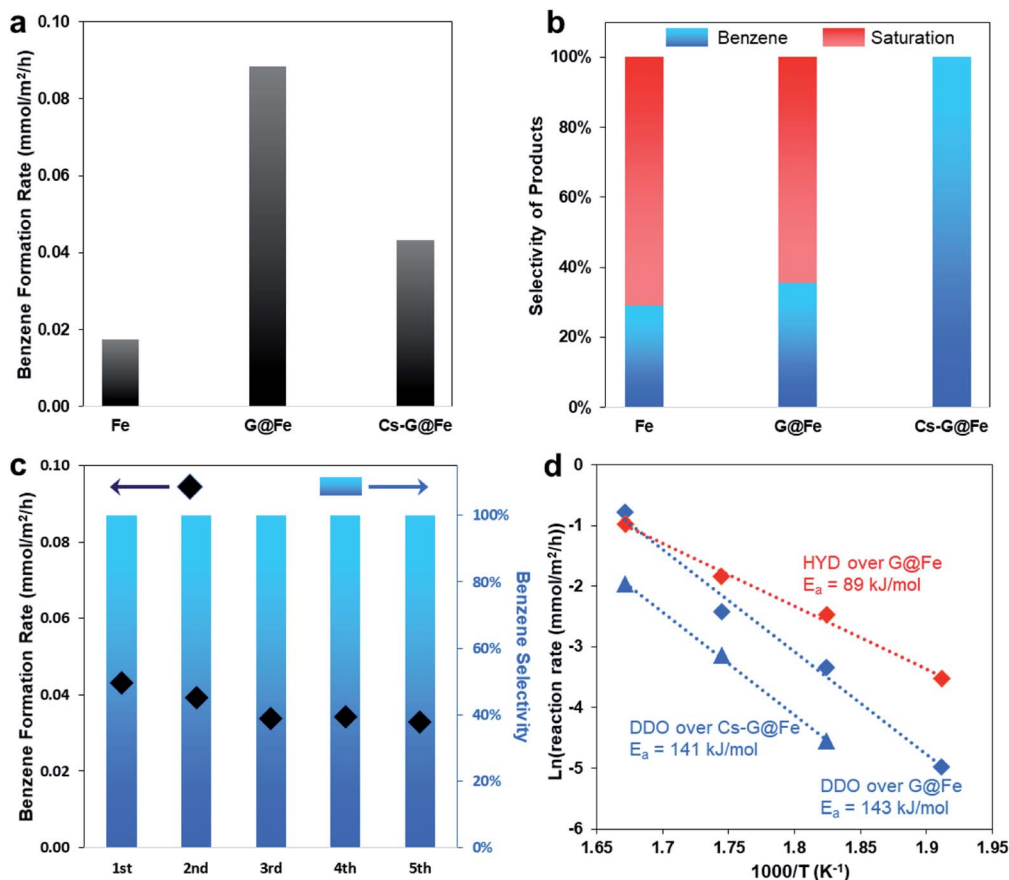 a
Benzene Formation Rate (mmol/m²/h)
0.10
0.08
0.06
0.04
0.02
0.00
Fe
G@Fe
Cs-G@Fe
b
Benzene
Saturation
Selectivity of Products
100%
80%
60%
40%
20%
0%
Fe
G@Fe
Cs-G@Fe
c
Benzene Formation Rate (mmol/m²/h)
0.10
0.08
0.06
0.04
0.02
0.00
100%
80%
60%
40%
20%
0%
Benzene Selectivity
1st
2nd
3rd
4th
5th
d
Ln(reaction rate (mmol/m²/h))
0
-1
-2
-3
-4
-5
-6
HYD over G@Fe
Eₐ = 89 kJ/mol
DDO over Cs-G@Fe
Eₐ = 141 kJ/mol
DDO over G@Fe
Eₐ = 143 kJ/mol
1.65
1.7
1.75
1.8
1.85
1.9
1.95
1000/T (K⁻¹)